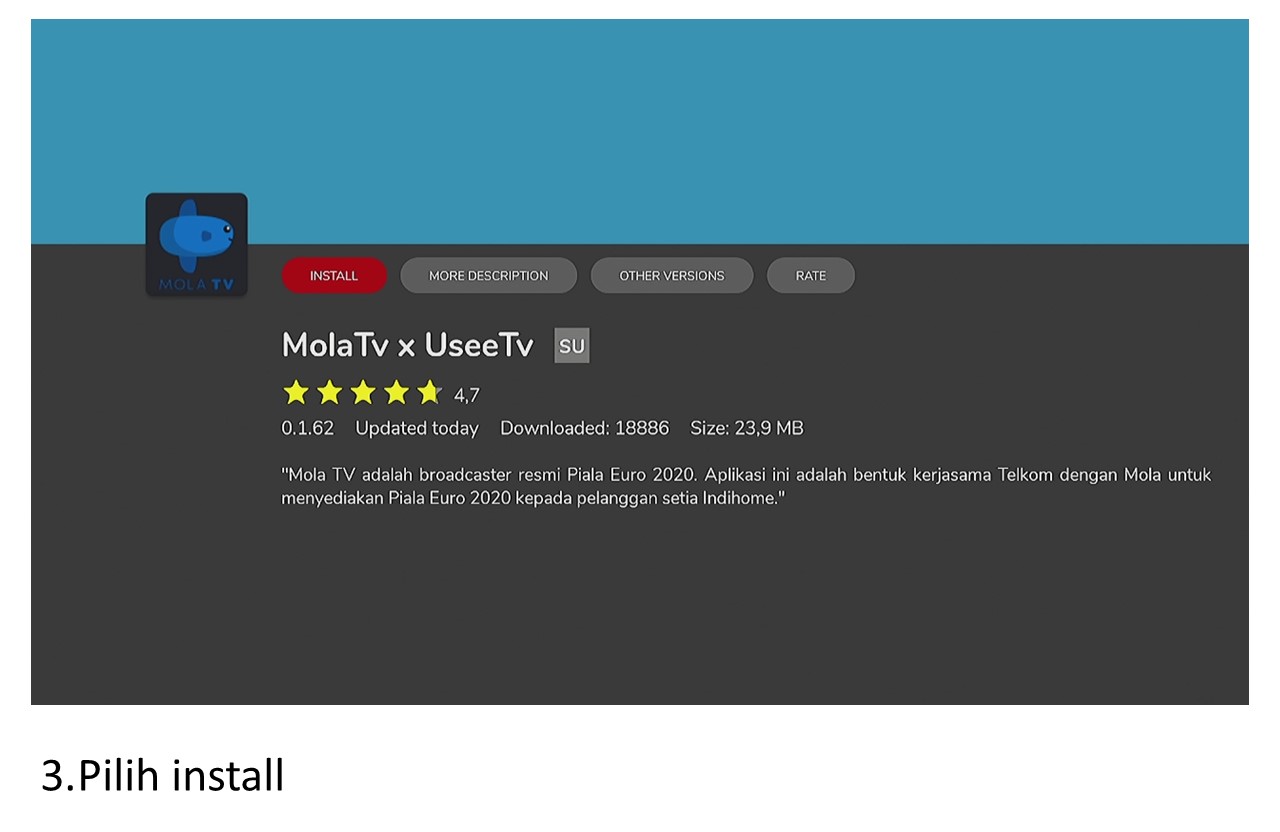 MOLA TV
INSTALL
MORE DESCRIPTION
OTHER VERSIONS
RATE
MolaTv x UseeTv SU
4,7
0.1.62 Updated today Downloaded: 18886 Size: 23,9 MB
"Mola TV adalah broadcaster resmi Piala Euro 2020. Aplikasi ini adalah bentuk kerjasama Telkom dengan Mola untuk
menyediakan Piala Euro 2020 kepada pelanggan setia Indihome."
3.Pilih install